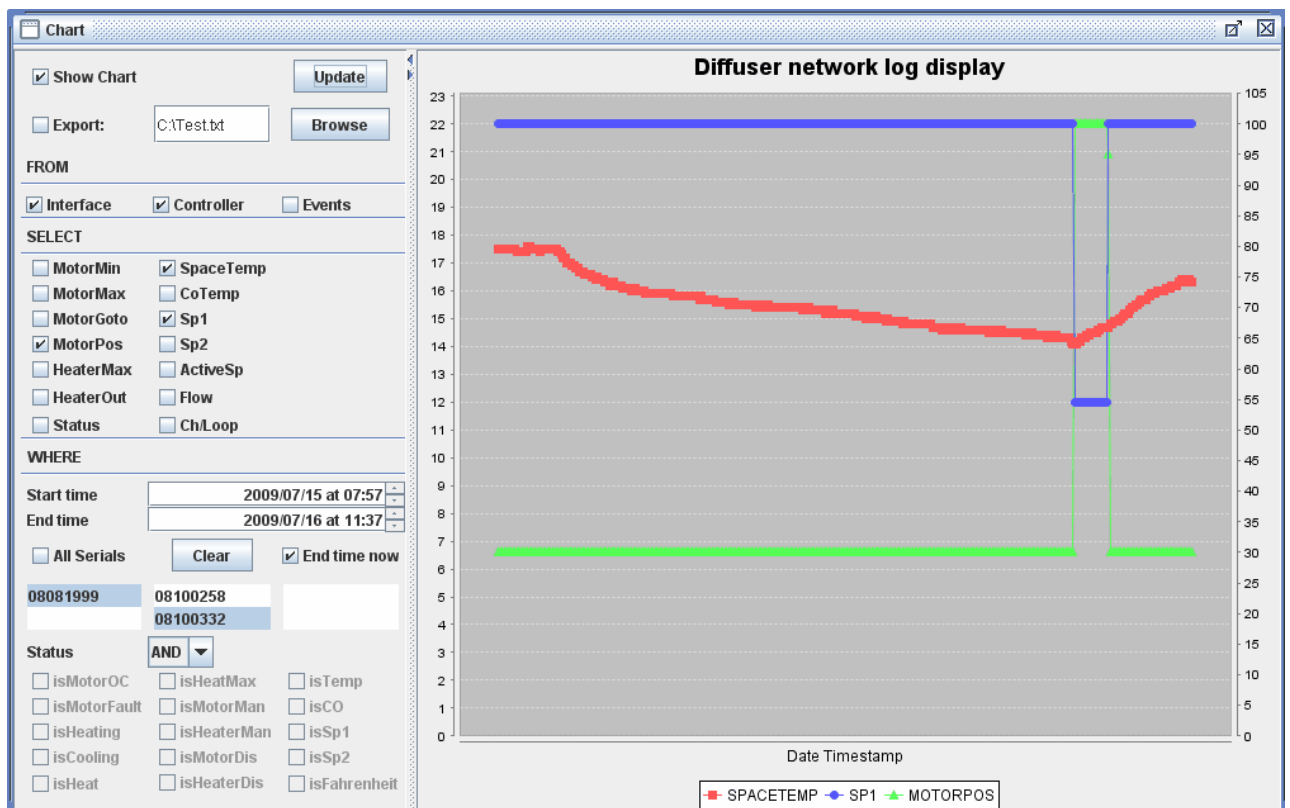 Chart
Show Chart Update
Export: C:\Test.txt Browse
FROM
Interface Controller Events
SELECT
MotorMin SpaceTemp
MotorMax CoTemp
MotorGoto Sp1
MotorPos Sp2
HeaterMax ActiveSp
HeaterOut Flow
Status Ch/Loop
WHERE
Start time 2009/07/15 at 07:57
End time 2009/07/16 at 11:37
All Serials Clear End time now
08081999 08100258
08100332
Status AND
isMotorOC isHeatMax isTemp
isMotorFault isMotorMan isCO
isHeating isHeaterMan isSp1
isCooling isMotorDis isSp2
isHeat isHeaterDis isFahrenheit
Diffuser network log display
23
22
21
20
19
18
17
16
15
14
13
12
11
10
9
8
7
6
5
4
3
2
1
0
105
100
95
90
85
80
75
70
65
60
55
50
45
40
35
30
25
20
15
10
5
0
Date Timestamp
SPACETEMP SP1 MOTORPOS